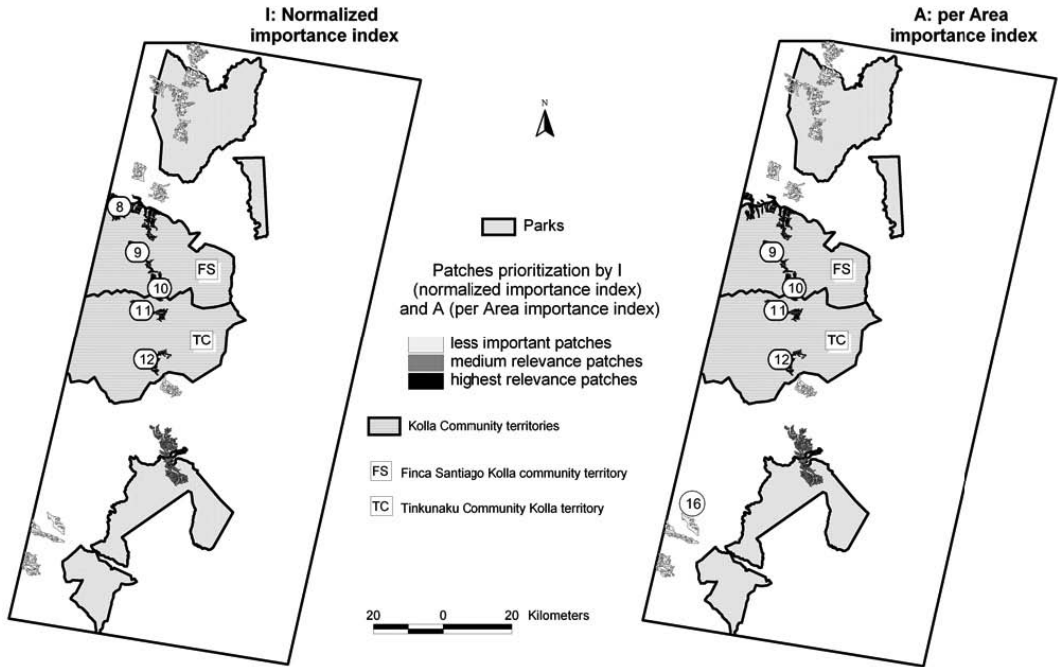 I: Normalized
importance index
A: per Area
importance index
N
8
9
FS
10
11
TC
12
Parks
Patches prioritization by I
(normalized importance index)
and A (per Area importance index)
less important patches
medium relevance patches
highest relevance patches
Kolla Community territories
FS Finca Santiago Kolla community territory
TC Tinkunaku Community Kolla territory
20 0 20 Kilometers
9
FS
10
11
TC
12
16